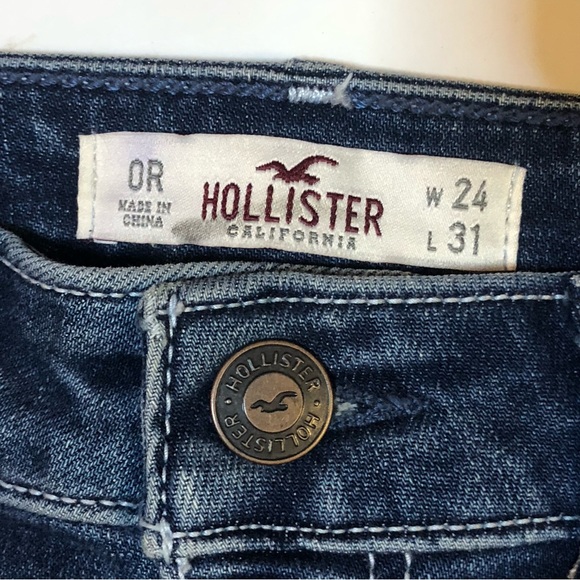 0R
MADE IN
CHINA
HOLLISTER
CALIFORNIA
W 24
L 31
HOLLISTER
HOLLISTER